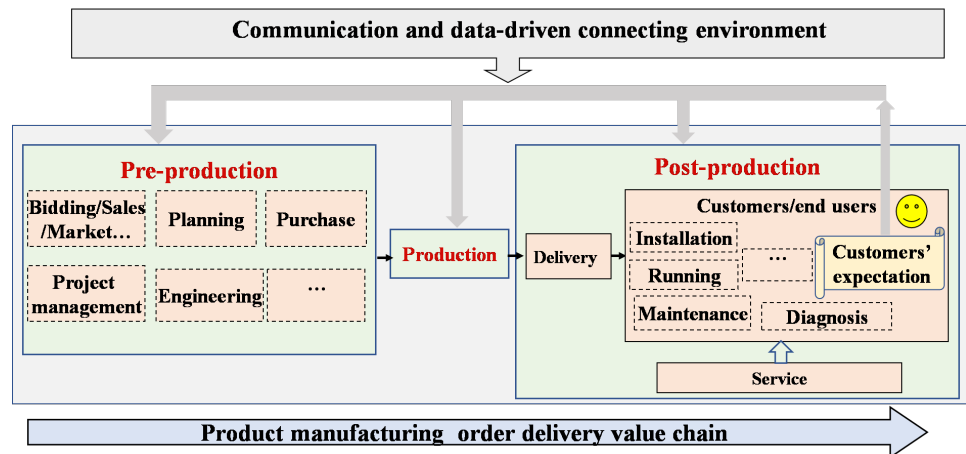 Communication and data-driven connecting environment
Pre-production
Bidding/Sales
/Market…
Planning
Purchase
Project
management
Engineering
…
Production
Post-production
Delivery
Customers/end users
Installation
Running
Maintenance
…
Diagnosis
Customers’
expectation
Service
Product manufacturing order delivery value chain